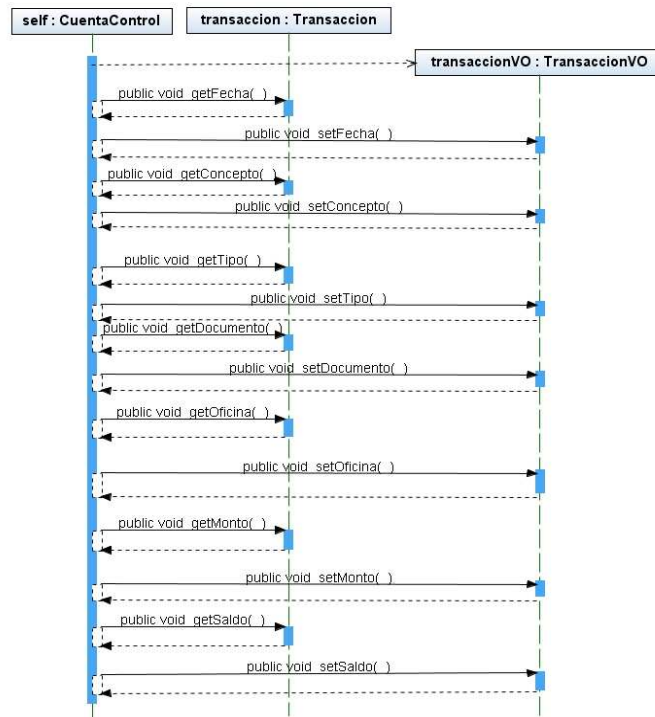 self : CuentaControl
transaccion : Transaccion
transaccionVO : TransaccionVO
public void getFecha( )
public void setFecha( )
public void getConcepto( )
public void setConcepto( )
public void getTipo( )
public void setTipo( )
public void getDocumento( )
public void setDocumento( )
public void getOficina( )
public void setOficina( )
public void getMonto( )
public void setMonto( )
public void getSaldo( )
public void setSaldo( )